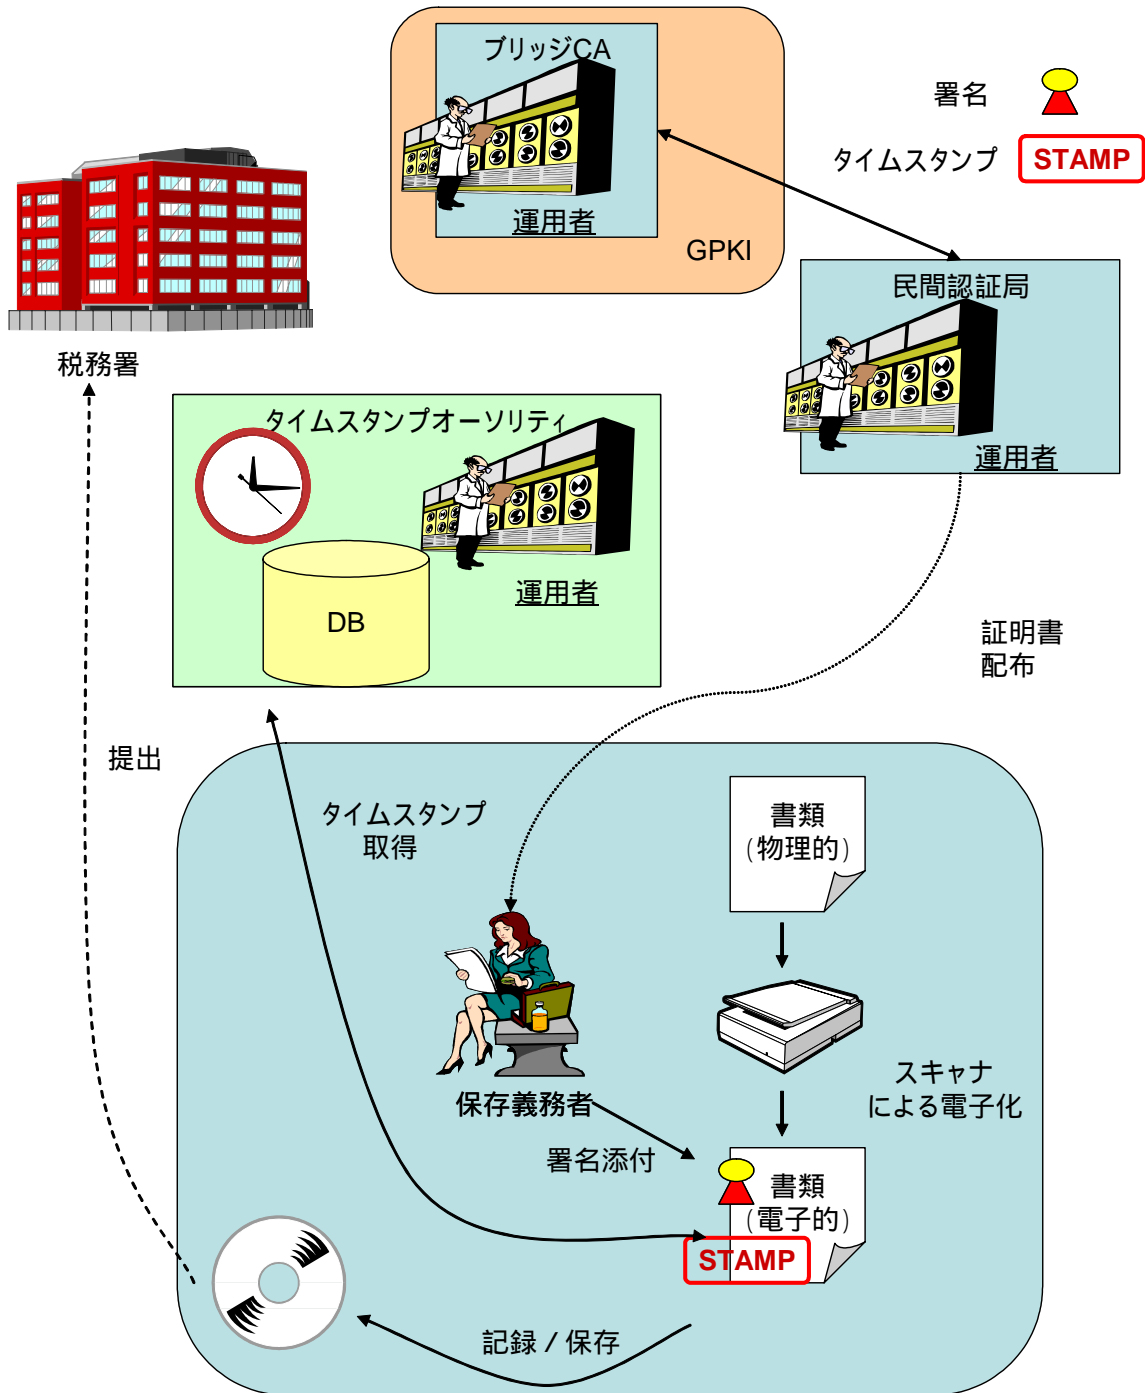 ブリッジCA
運用者
GPKI
署名
タイムスタンプ
STAMP
民間認証局
運用者
税務署
タイムスタンプオーソリティ
運用者
DB
証明書
配布
提出
タイムスタンプ
取得
書類
(物理的)
スキャナ
による電子化
保存義務者
署名添付
書類
(電子的)
STAMP
記録 / 保存